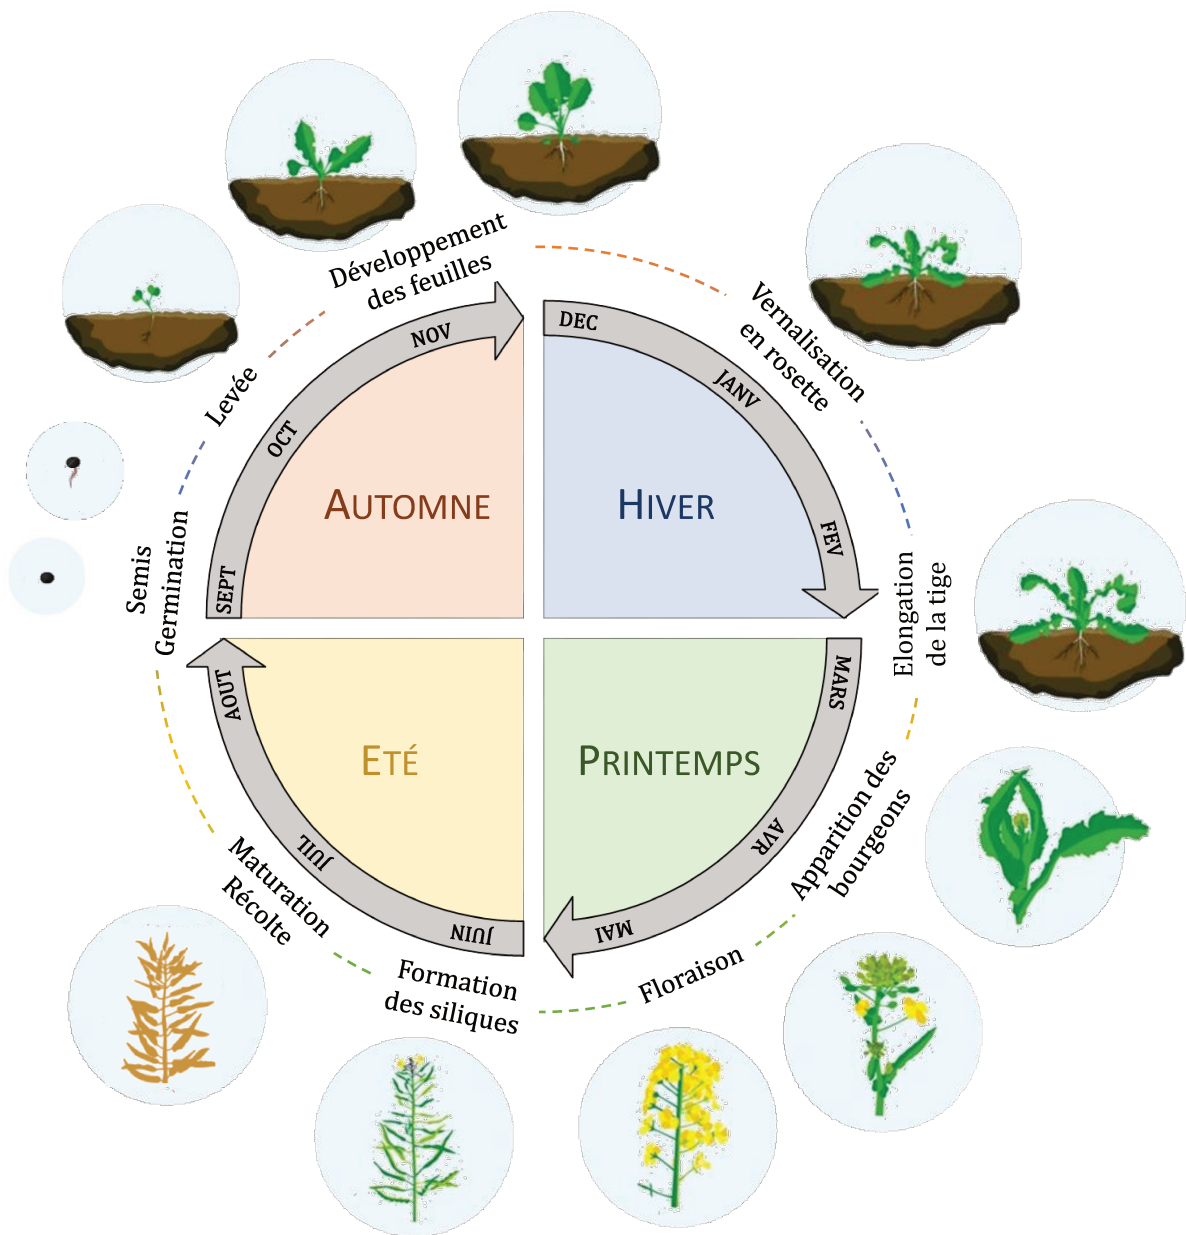 Développement
des feuilles
Vernalisation
en rosette
Levée
Semis
Germination
Elongation
de la tige
Apparition des
bourgeons
Floraison
Formation
des siliques
Maturation
Récolte
SEPT
OCT
NOV
DEC
JANV
FEV
MARS
AVR
MAI
JUIN
JUIL
AOUT
AUTOMNE
HIVER
ETÉ
PRINTEMPS